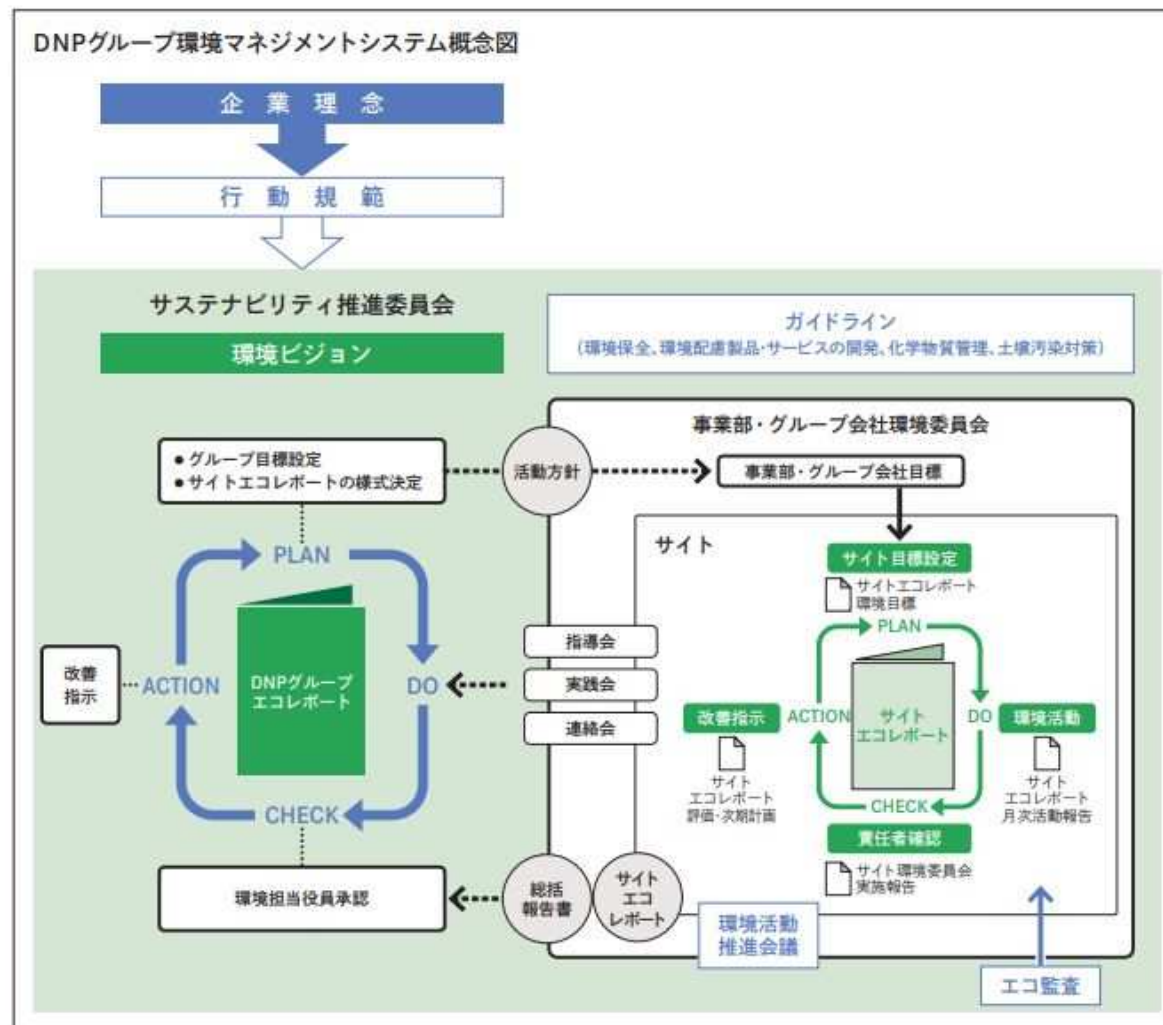 DNPグループ環境マネジメントシステム概念図
企業理念
行動規範
サステナビリティ推進委員会
環境ビジョン
ガイドライン
(環境保全、環境配慮製品・サービスの開発、化学物質管理、土壌汚染対策)
● グループ目標設定
● サイトエコレポートの様式決定
活動方針
事業部・グループ会社環境委員会
事業部・グループ会社目標
PLAN
DO
CHECK
ACTION
DNPグループ
エコレポート
改善
指示
指導会
実践会
連絡会
環境担当役員承認
総括
報告書
サイト
エコ
レポート
サイト
サイト目標設定
サイトエコレポート
環境目標
PLAN
ACTION
サイト
エコレポート
DO
改善指示
サイト
エコレポート
評価・次期計画
環境活動
サイト
エコレポート
月次活動報告
CHECK
責任者確認
サイト環境委員会
実施報告
環境活動
推進会議
エコ監査